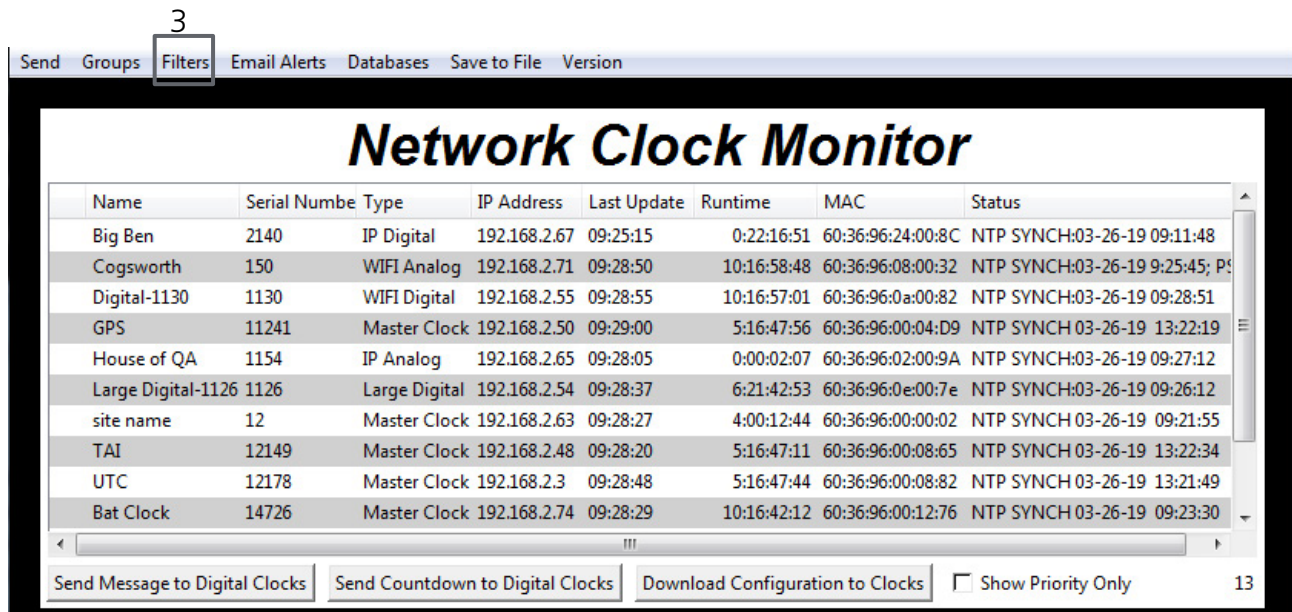 3
Send Groups Filters Email Alerts Databases Save to File Version
Network Clock Monitor
Name Serial Numbe Type IP Address Last Update Runtime MAC Status
Big Ben 2140 IP Digital 192.168.2.67 09:25:15 0:22:16:51 60:36:96:24:00:8C NTP SYNCH:03-26-19 09:11:48
Cogsworth 150 WIFI Analog 192.168.2.71 09:28:50 10:16:58:48 60:36:96:08:00:32 NTP SYNCH:03-26-19 9:25:45; PS
Digital-1130 1130 WIFI Digital 192.168.2.55 09:28:55 10:16:57:01 60:36:96:0a:00:82 NTP SYNCH:03-26-19 09:28:51
GPS 11241 Master Clock 192.168.2.50 09:29:00 5:16:47:56 60:36:96:00:04:D9 NTP SYNCH 03-26-19 13:22:19
House of QA 1154 IP Analog 192.168.2.65 09:28:05 0:00:02:07 60:36:96:02:00:9A NTP SYNCH:03-26-19 09:27:12
Large Digital-1126 1126 Large Digital 192.168.2.54 09:28:37 6:21:42:53 60:36:96:0e:00:7e NTP SYNCH:03-26-19 09:26:12
site name 12 Master Clock 192.168.2.63 09:28:27 4:00:12:44 60:36:96:00:00:02 NTP SYNCH 03-26-19 09:21:55
TAI 12149 Master Clock 192.168.2.48 09:28:20 5:16:47:11 60:36:96:00:08:65 NTP SYNCH 03-26-19 13:22:34
UTC 12178 Master Clock 192.168.2.3 09:28:48 5:16:47:44 60:36:96:00:08:82 NTP SYNCH 03-26-19 13:21:49
Bat Clock 14726 Master Clock 192.168.2.74 09:28:29 10:16:42:12 60:36:96:00:12:76 NTP SYNCH 03-26-19 09:23:30
Send Message to Digital Clocks Send Countdown to Digital Clocks Download Configuration to Clocks Show Priority Only 13